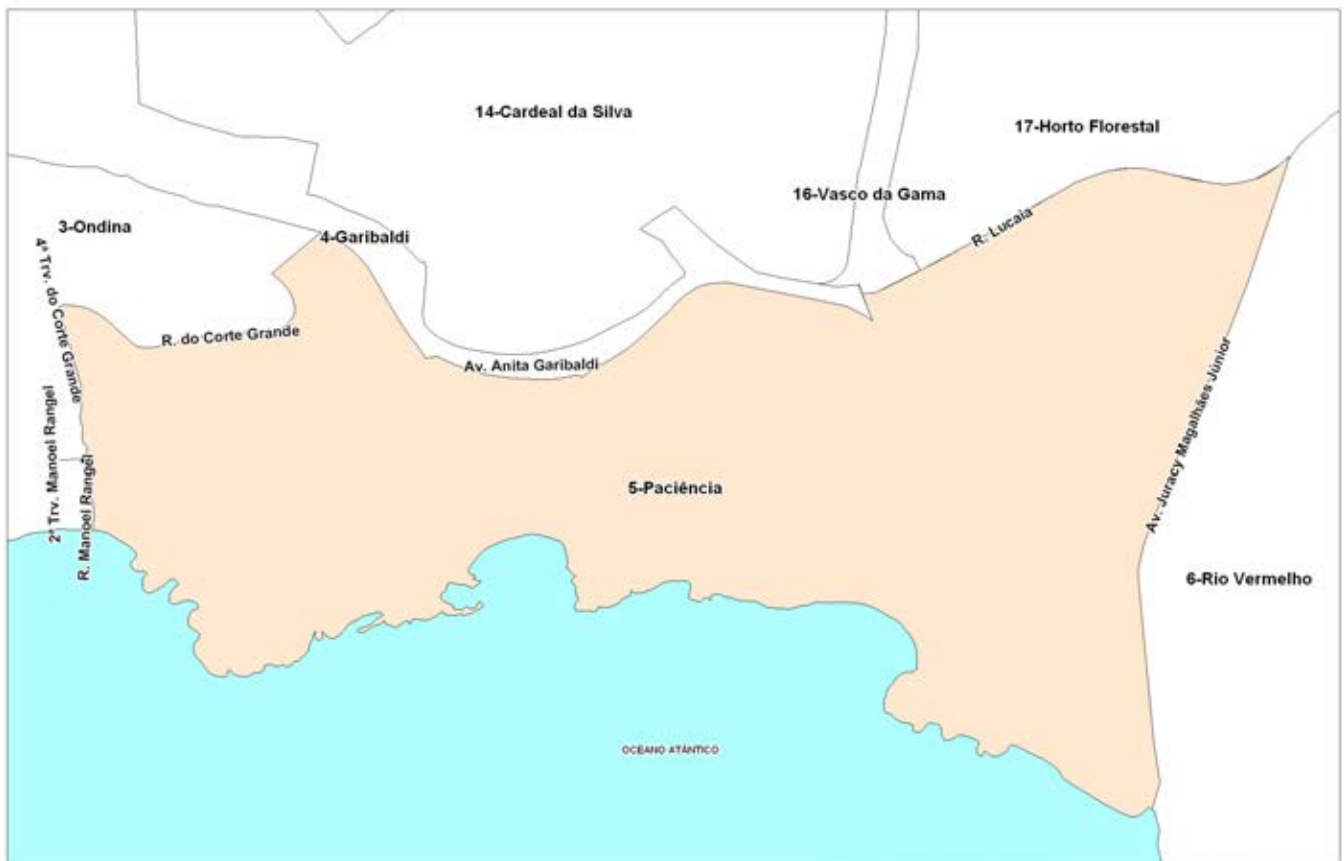 14-Cardeal da Silva
17-Horto Florestal
16-Vasco da Gama
3-Ondina
4-Garibaldi
R. Lucaia
4ª Trv. do Corte Grande
R. do Corte Grande
Av. Anita Garibaldi
Av. Juracy Magalhães Júnior
2ª Trv. Manoel Rangel
R. Manoel Rangel
5-Paciência
6-Rio Vermelho
OCEANO ATÂNTICO